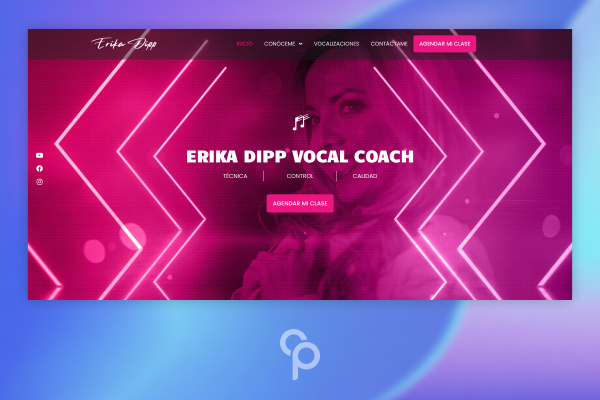 Erika Dipp
INICIO CONÓCEME VOCALIZACIONES CONTÁCTAME AGENDAR MI CLASE
ERIKA DIPP VOCAL COACH
TÉCNICA CONTROL CALIDAD
AGENDAR MI CLASE